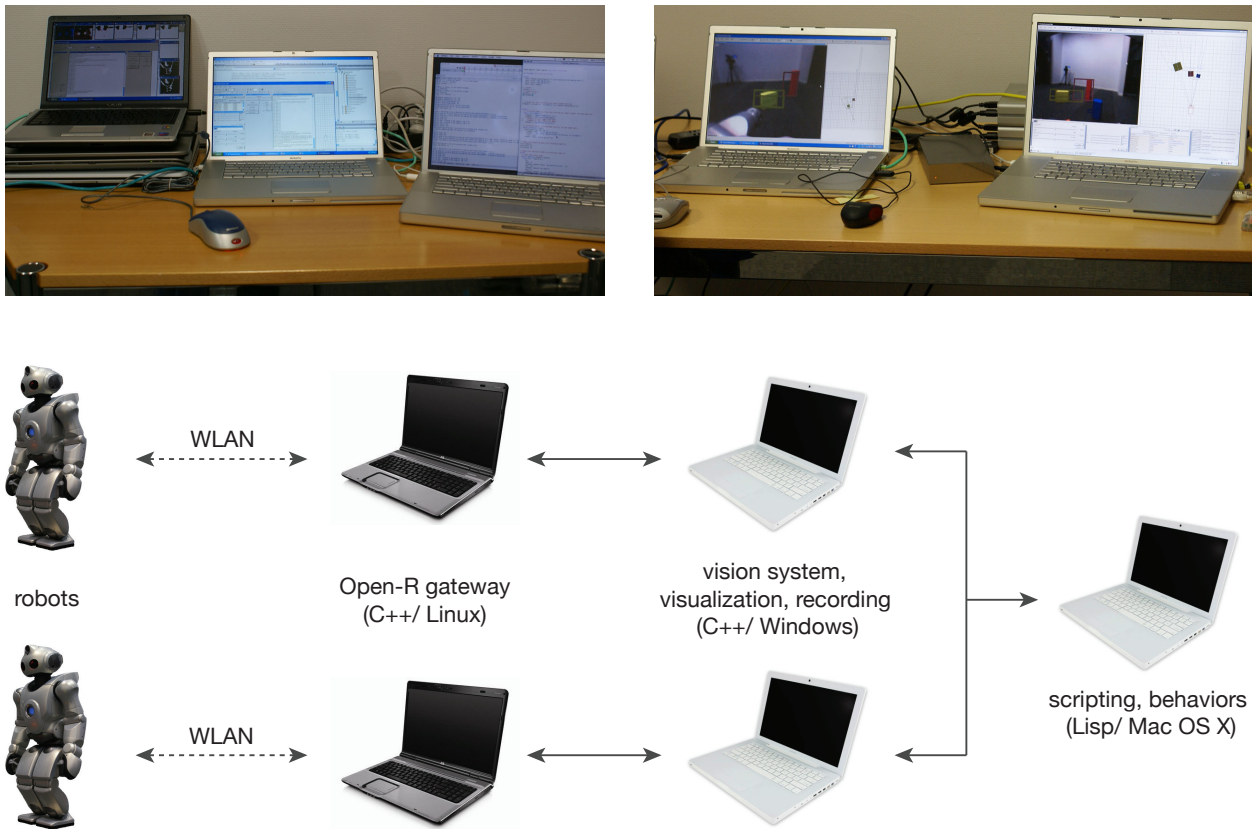 WLAN
robots
Open-R gateway
(C++/ Linux)
vision system,
visualization, recording
(C++/ Windows)
scripting, behaviors
(Lisp/ Mac OS X)
WLAN